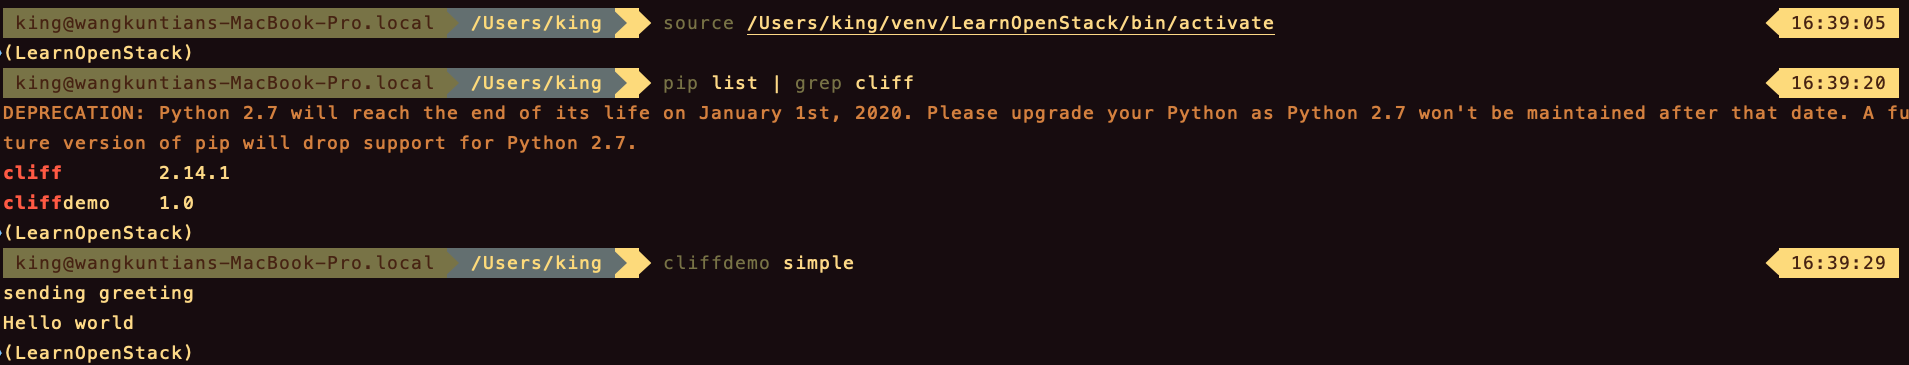 king@wangkuntians-MacBook-Pro.local /Users/king source /Users/king/venv/LearnOpenStack/bin/activate 16:39:05
(LearnOpenStack)
king@wangkuntians-MacBook-Pro.local /Users/king pip list | grep cliff 16:39:20
DEPRECATION: Python 2.7 will reach the end of its life on January 1st, 2020. Please upgrade your Python as Python 2.7 won't be maintained after that date. A fu
ture version of pip will drop support for Python 2.7.
cliff 2.14.1
cliffdemo 1.0
(LearnOpenStack)
king@wangkuntians-MacBook-Pro.local /Users/king cliffdemo simple 16:39:29
sending greeting
Hello world
(LearnOpenStack)